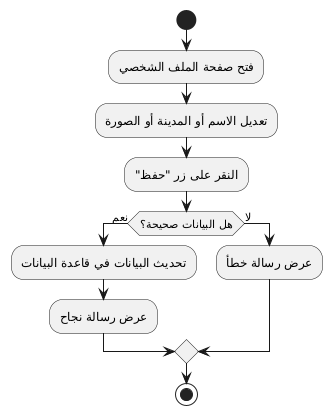 فتح صفحة الملف الشخصي
تعديل الاسم أو المدينة أو الصورة
النقر على زر "حفظ"
هل البيانات صحيحة؟
نعم
لا
تحديث البيانات في قاعدة البيانات
عرض رسالة خطأ
عرض رسالة نجاح